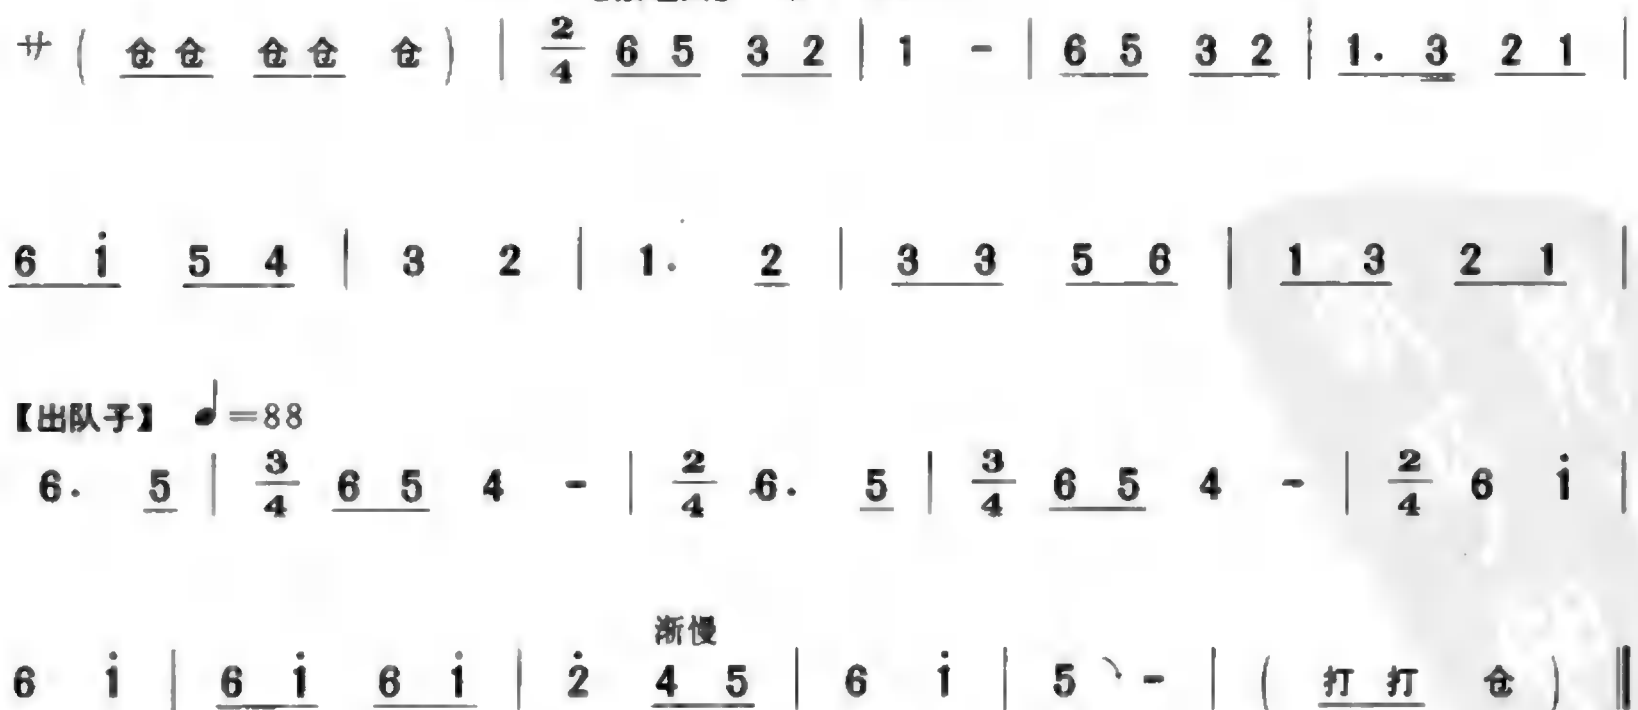 サ ( 仓 仓 仓 仓 仓 ) | 2/4 6 5 3 2 | 1 - | 6 5 3 2 | 1. 3 2 1 |
6 i 5 4 | 3 2 | 1. 2 | 3 3 5 6 | 1 3 2 1 |
【出队子】 ♩=88
6. 5 | 3/4 6 5 4 - | 2/4 6. 5 | 3/4 6 5 4 - | 2/4 6 i |
渐慢
6 i | 6 i 6 i | 2̇ 4 5 | 6 i | 5 - | ( 打 打 仓 ) ‖